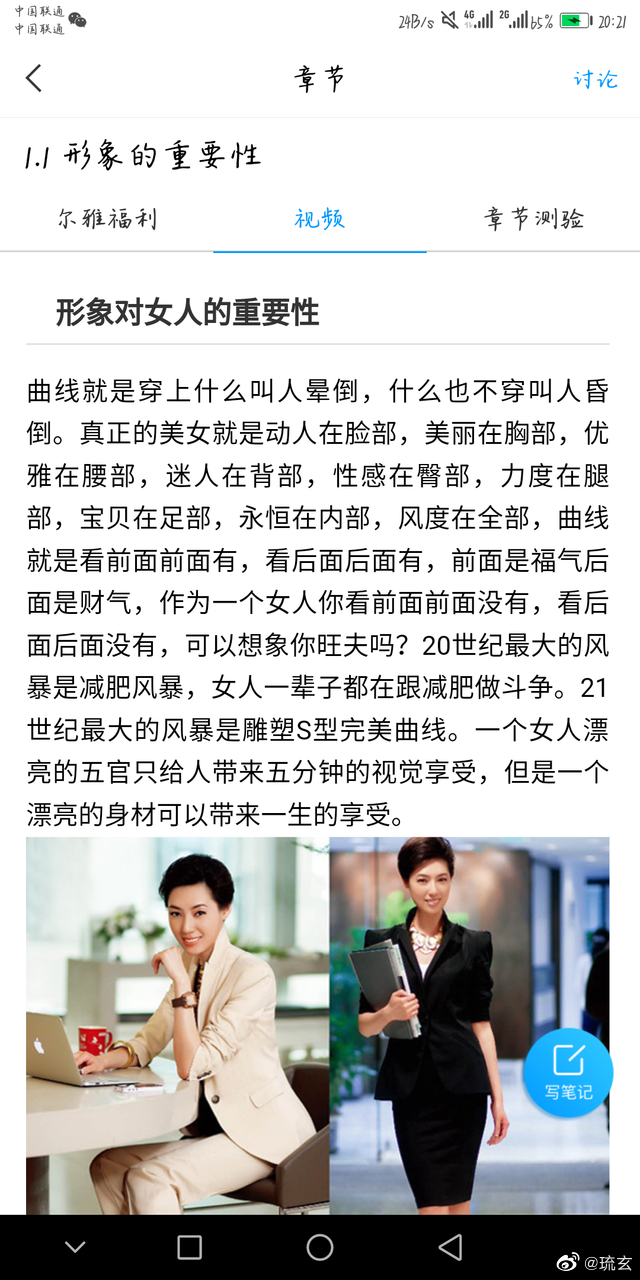 中国联通
中国联通
24B/s 4G 2G 65% 20:21
章节
讨论
1.1 形象的重要性
尔雅福利 视频 章节测验
形象对女人的重要性
曲线就是穿上什么叫人晕倒，什么也不穿叫人昏
倒。真正的美女就是动人在脸部，美丽在胸部，优
雅在腰部，迷人在背部，性感在臀部，力度在腿
部，宝贝在足部，永恒在内部，风度在全部，曲线
就是看前面前面有，看后面后面有，前面是福气后
面是财气，作为一个女人你看前面前面没有，看后
面后面没有，可以想象你旺夫吗？20世纪最大的风
暴是减肥风暴，女人一辈子都在跟减肥做斗争。21
世纪最大的风暴是雕塑S型完美曲线。一个女人漂
亮的五官只给人带来五分钟的视觉享受，但是一个
漂亮的身材可以带来一生的享受。
写笔记
@琉玄